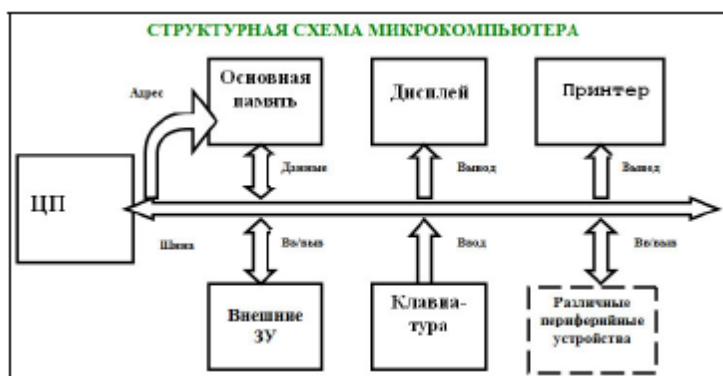 СТРУКТУРНАЯ СХЕМА МИКРОКОМПЬЮТЕРА
Адрес
Основная
память
Дисплей
Принтер
Данные
Вывод
Вывод
ЦП
Шина
Вв/выв
Ввод
Вв/выв
Внешние
ЗУ
Клавиа-
тура
Различные
периферийные
устройства